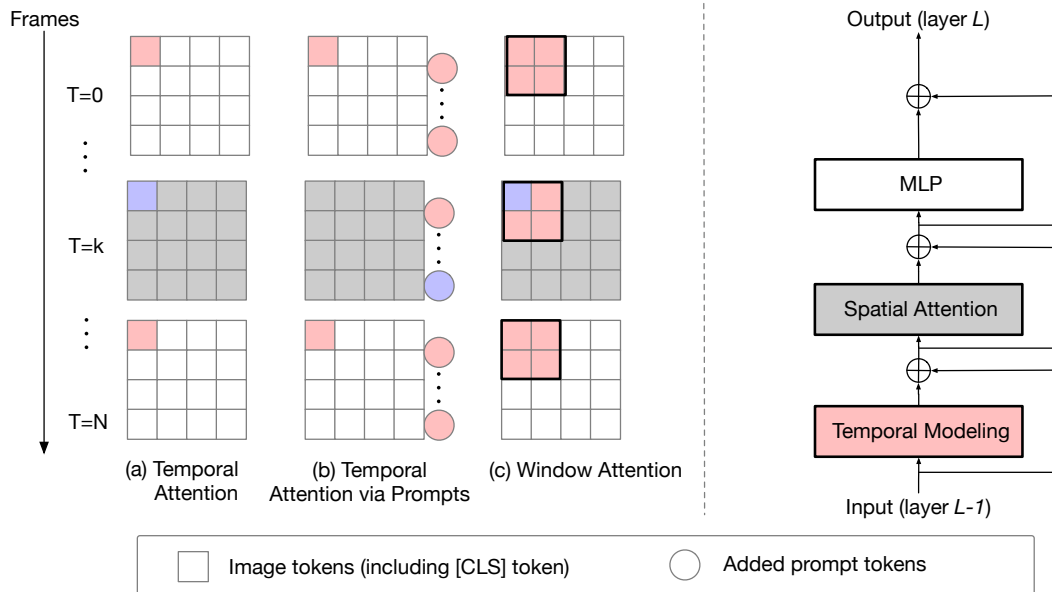 Frames
T=0
T=k
T=N
(a) Temporal
Attention
(b) Temporal
Attention via Prompts
(c) Window Attention
Output (layer L)
MLP
Spatial Attention
Temporal Modeling
Input (layer L-1)
Image tokens (including [CLS] token)
Added prompt tokens